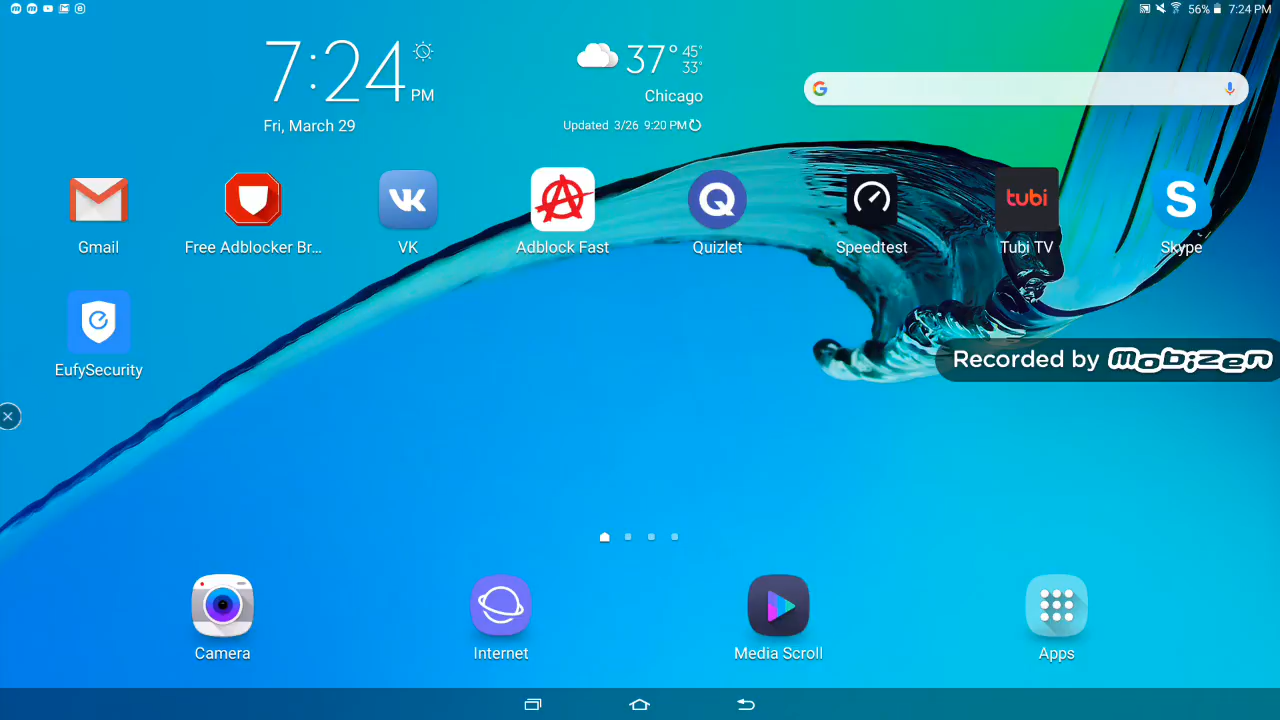 56% 7:24 PM
7:24 PM
Fri, March 29
37° 45°
33°
Chicago
Updated 3/26 9:20 PM
Gmail
Free Adblocker Br...
VK
Adblock Fast
Quizlet
Speedtest
tubi
Tubi TV
S
Skype
EufySecurity
Recorded by mobizen
Camera
Internet
Media Scroll
Apps